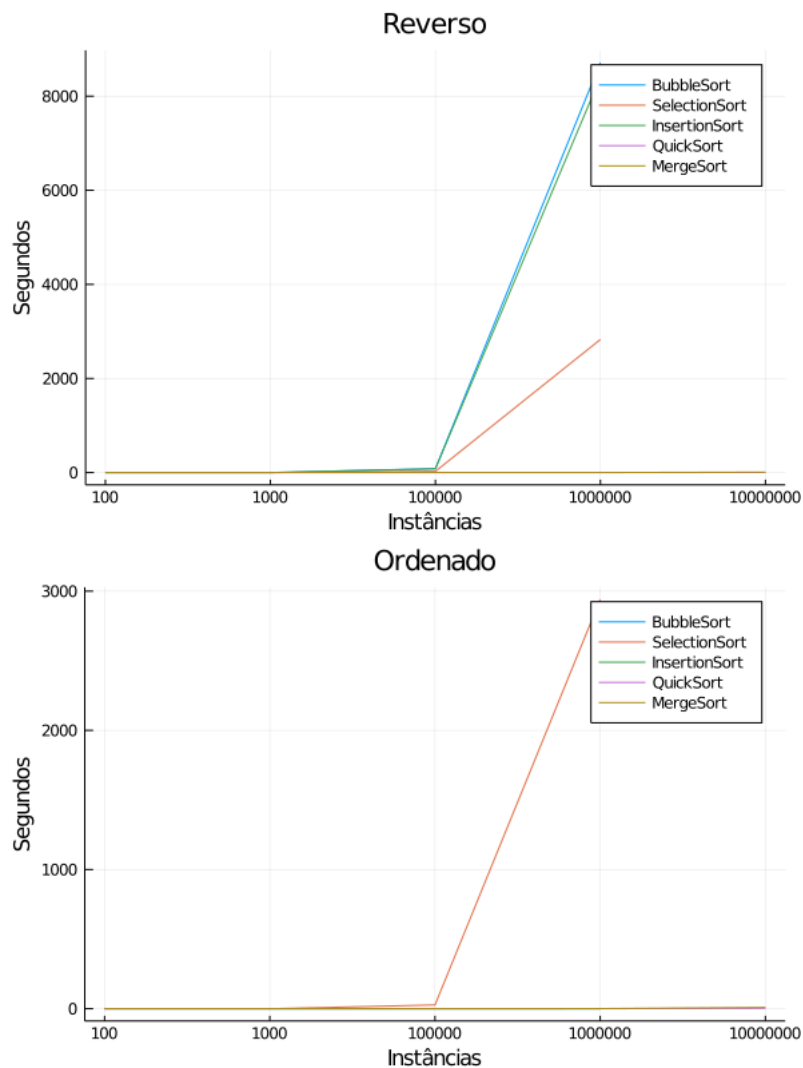 Reverso
8000
6000
4000
2000
0
Segundos
BubbleSort
SelectionSort
InsertionSort
QuickSort
MergeSort
100 1000 100000 1000000 10000000
Instâncias
Ordenado
3000
2000
1000
0
Segundos
BubbleSort
SelectionSort
InsertionSort
QuickSort
MergeSort
100 1000 100000 1000000 10000000
Instâncias